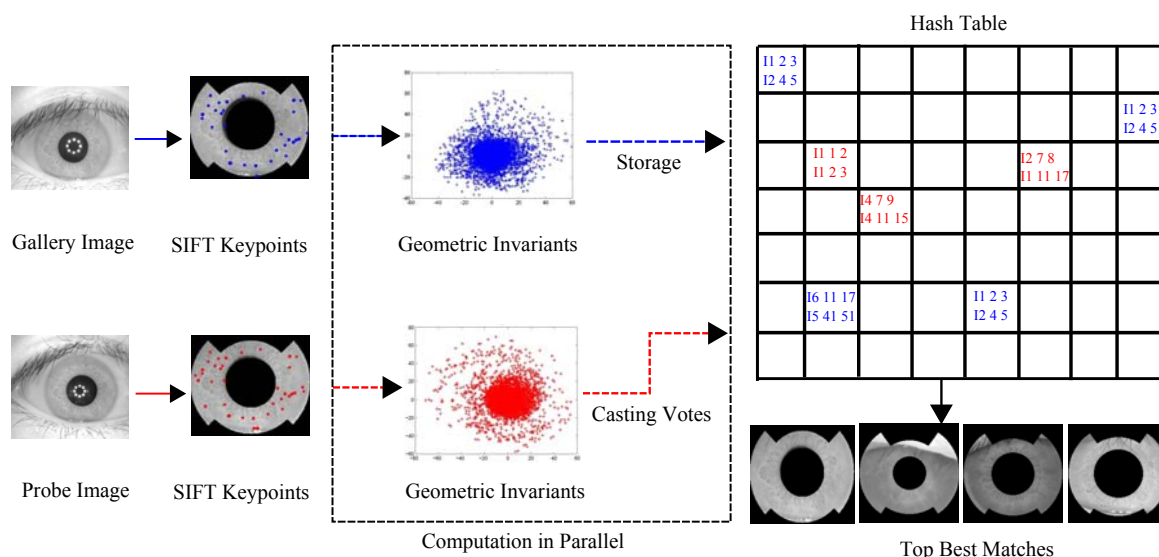 Hash Table
I1 2 3
I2 4 5
I1 2 3
I2 4 5
I1 1 2
I1 2 3
I2 7 8
I1 11 17
I4 7 9
I4 11 15
I6 11 17
I5 41 51
I1 2 3
I2 4 5
Gallery Image
SIFT Keypoints
Geometric Invariants
Storage
Probe Image
SIFT Keypoints
Geometric Invariants
Casting Votes
Computation in Parallel
Top Best Matches